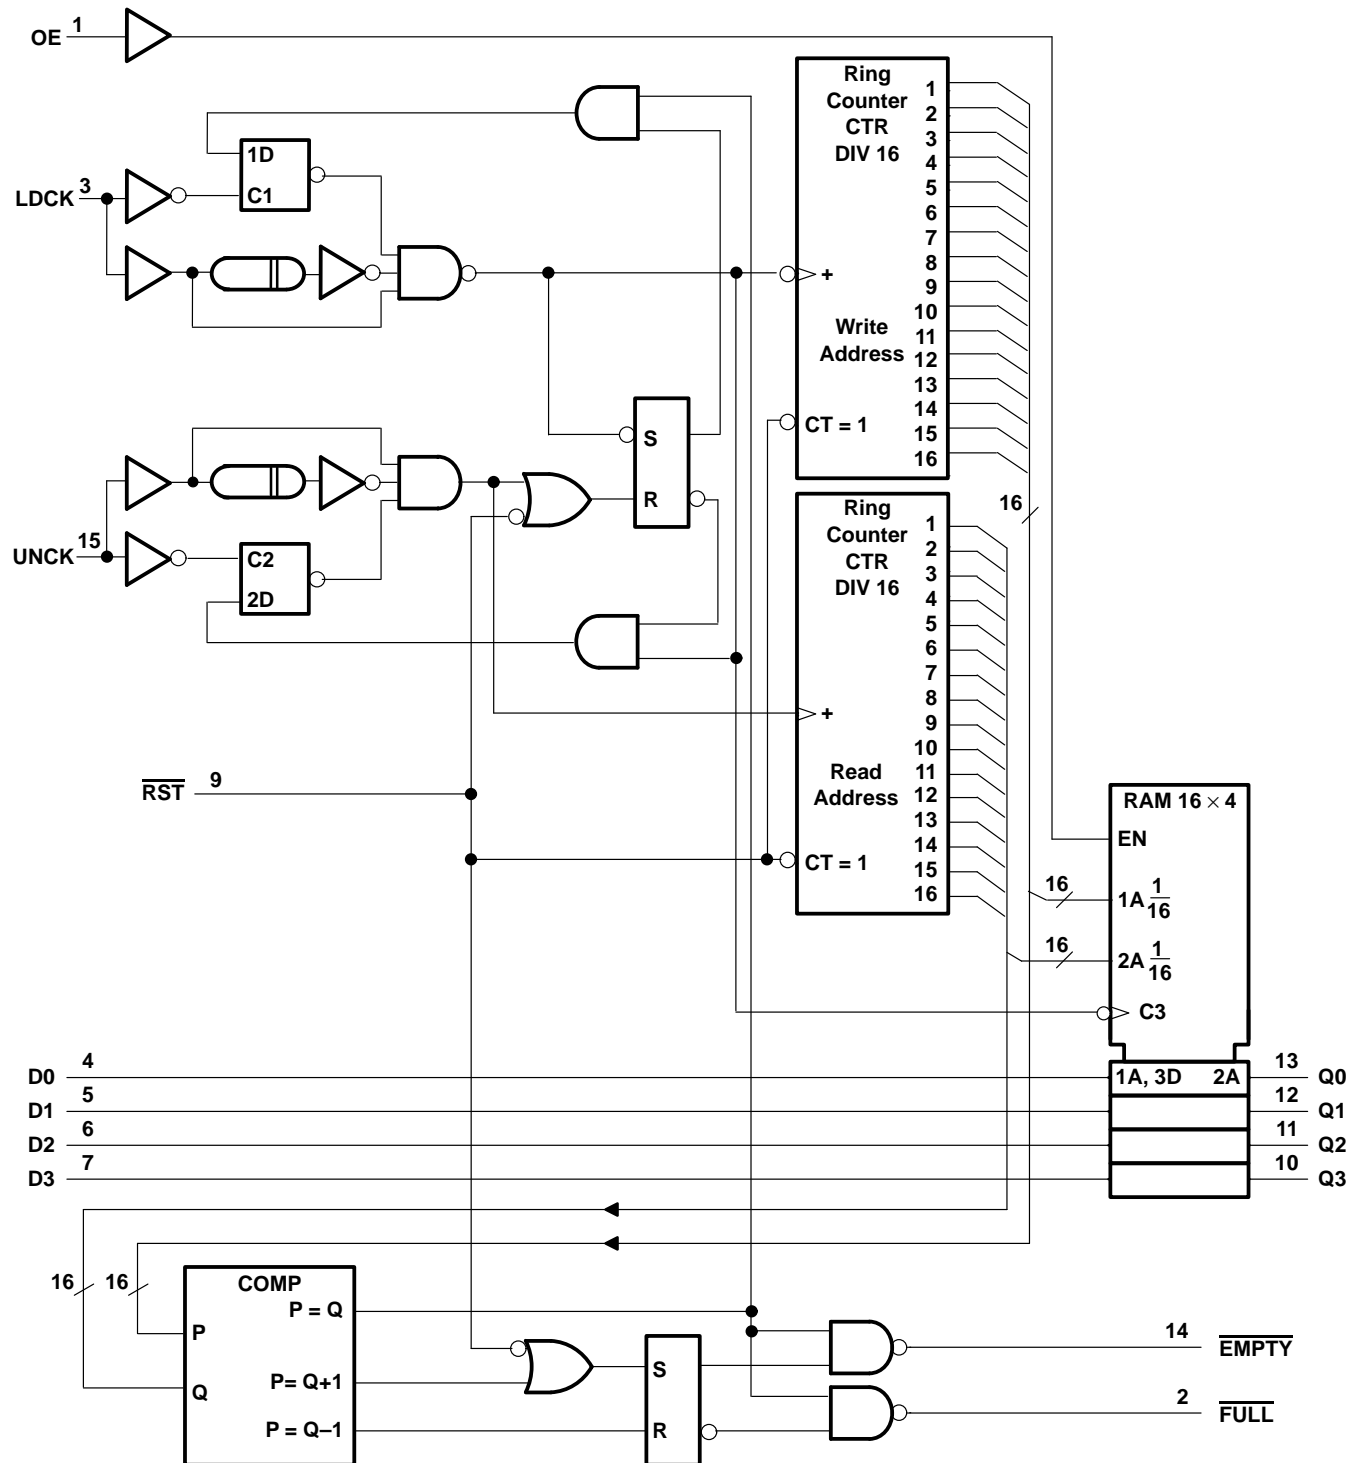 OE 1
Ring
Counter
CTR
DIV 16
1
2
3
4
5
6
7
8
9
10
11
12
13
14
15
16
Write
Address
+
CT = 1
1D
C1
LDCK 3
S
R
16
UNCK 15
C2
2D
Ring
Counter
CTR
DIV 16
1
2
3
4
5
6
7
8
9
10
11
12
13
14
15
16
+
Read
Address
CT = 1
RST 9
RAM 16 × 4
EN
16 1A 1/16
16 2A 1/16
C3
D0 4 1A, 3D 2A 13 Q0
D1 5 12 Q1
D2 6 11 Q2
D3 7 10 Q3
16 16
COMP
P = Q
P
P= Q+1
Q
P = Q–1
S
R
14 EMPTY
2 FULL